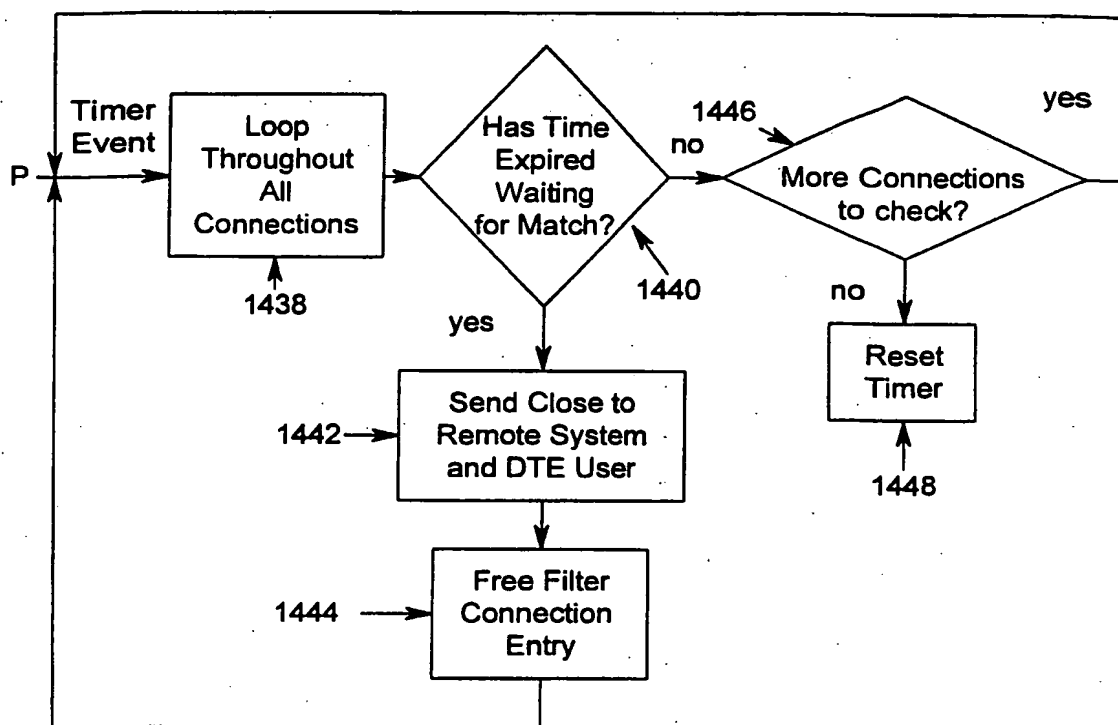 P
Timer
Event
Loop
Throughout
All
Connections
1438
Has Time
Expired
Waiting
for Match?
1440
no
1446
More Connections
to check?
yes
no
Reset
Timer
1448
yes
1442
Send Close to
Remote System
and DTE User
1444
Free Filter
Connection
Entry